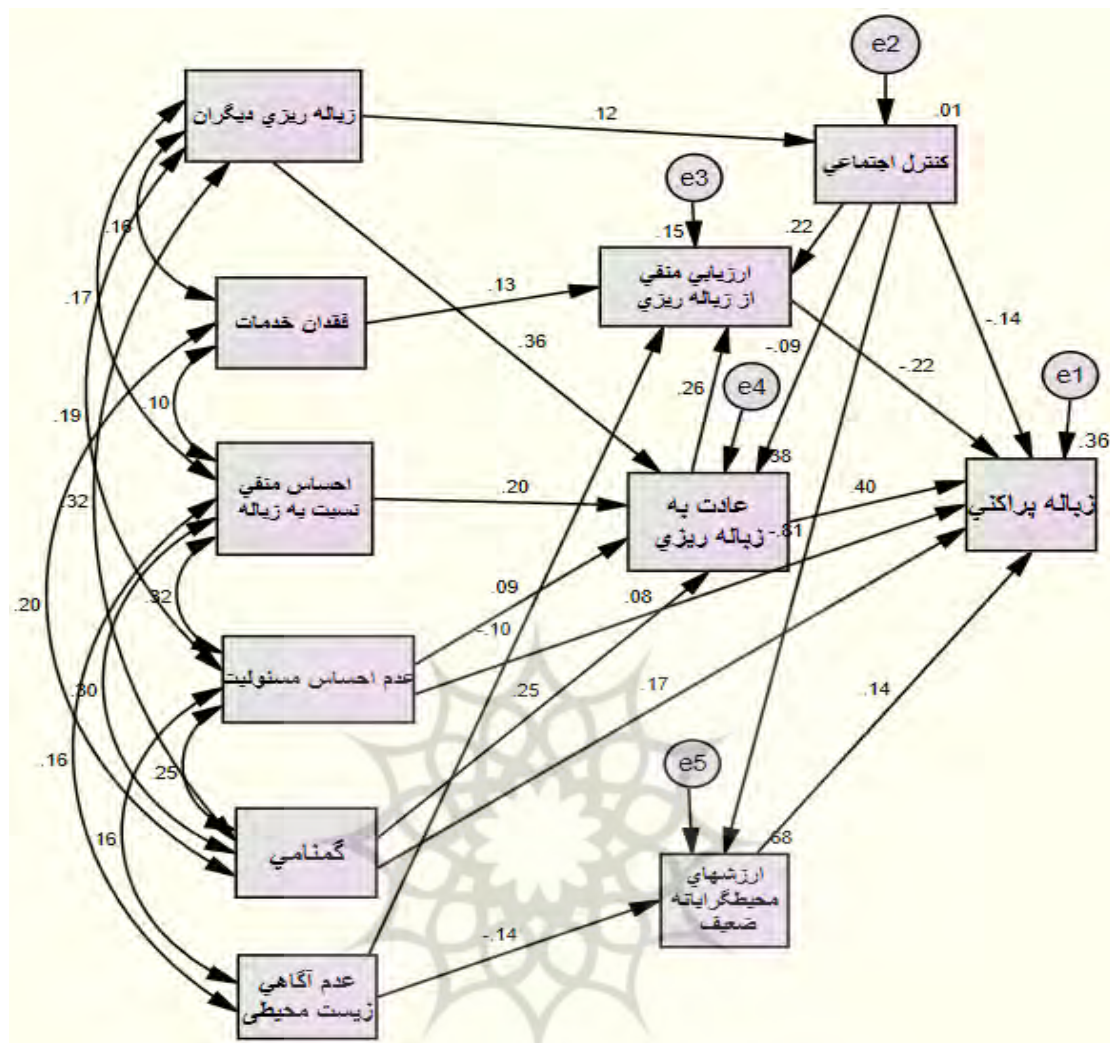 e2
.01
زباله ريزي ديگران
.12
كنترل اجتماعي
e3
.15
.22
.16
ارزيابي منفي
از زباله ريزي
.17
فقدان خدمات
.13
-.14
.36
-.09
-.22
.26
e4
e1
.10
.19
.38
.36
احساس منفي
نسبت به زباله
.20
عادت به
زباله ريزي
.40
زباله پراكني
.32
-.81
.09
.08
.32
.20
-.10
عدم احساس مسئوليت
.30
.25
.17
.14
.16
.25
e5
.16
گمنامي
.68
ارزشهاي
محيطگرايانه
ضعيف
-.14
عدم آگاهي
زيست محيطي